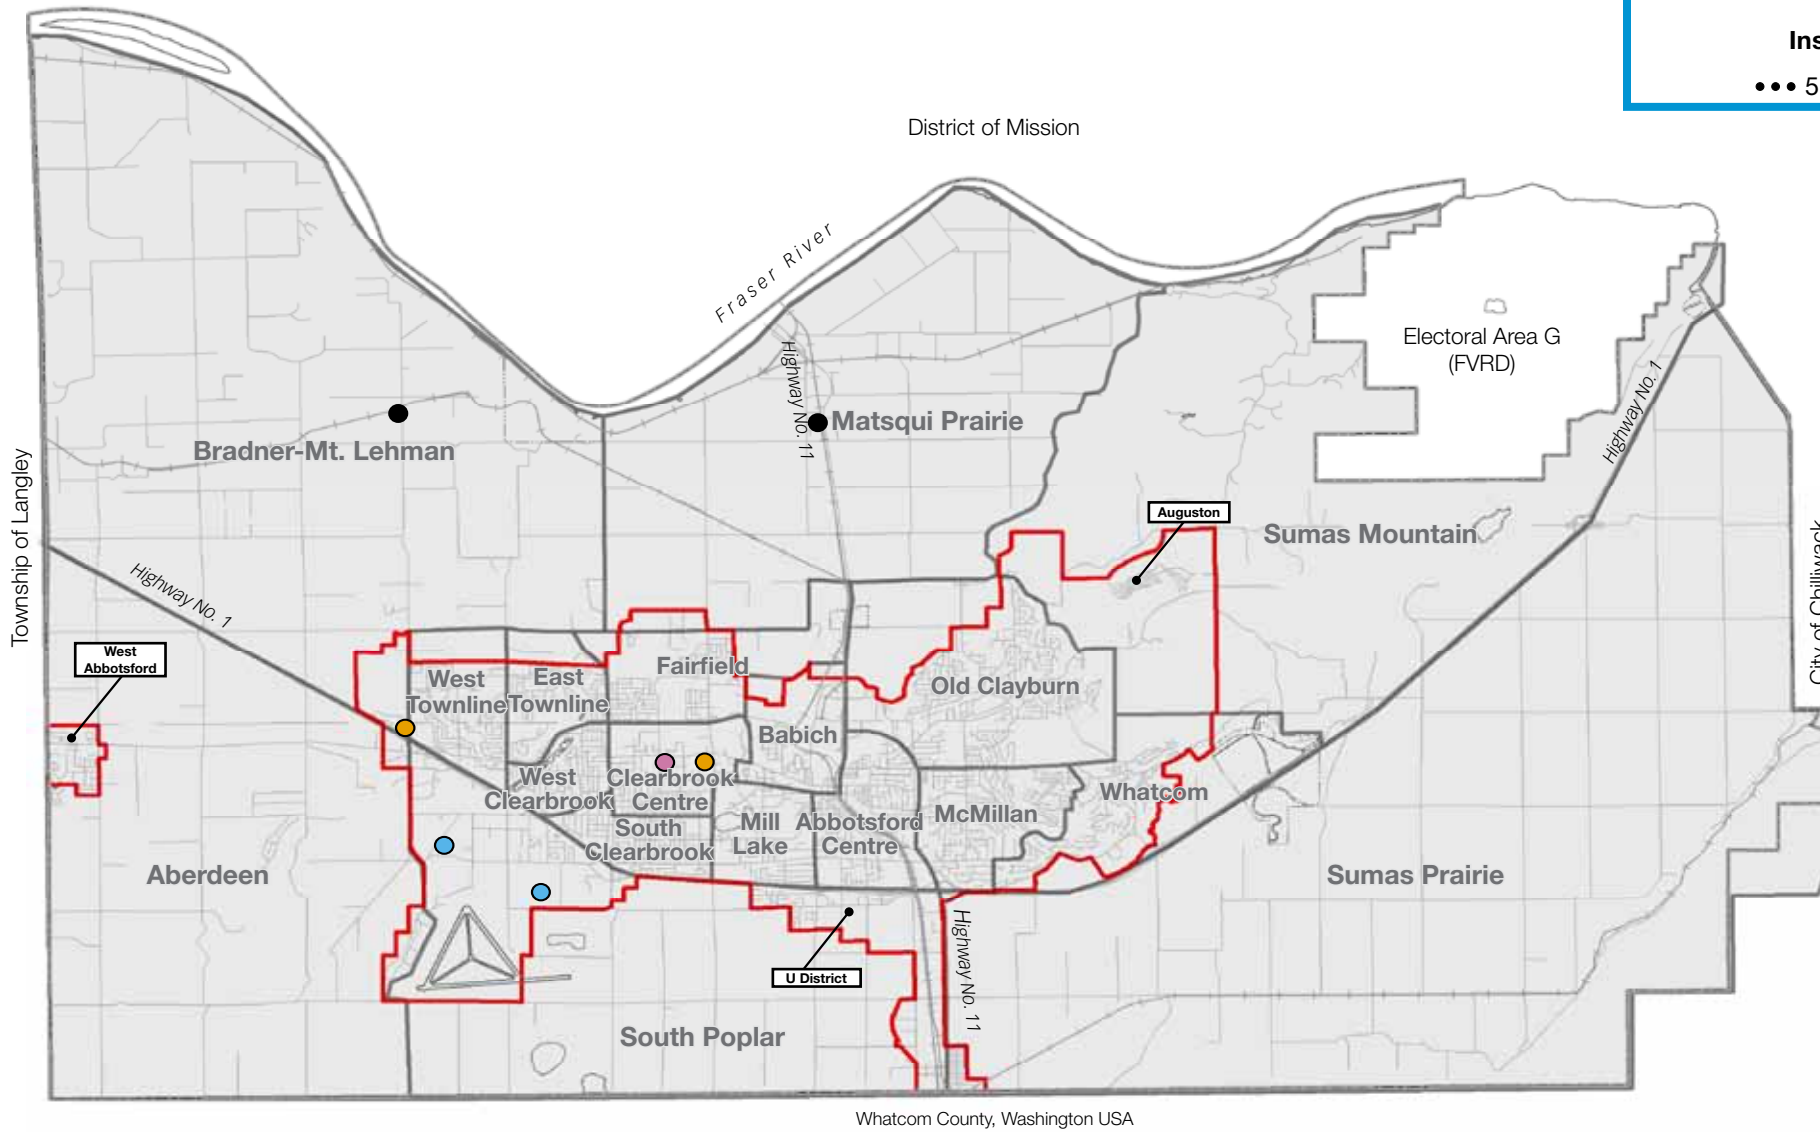 Ins
••• 5
District of Mission
Fraser River
Electoral Area G
(FVRD)
Highway No. 11
Highway No. 1
Matsqui Prairie
Bradner-Mt. Lehman
Township of Langley
Auguston
Sumas Mountain
City of Chilliwack
Highway No. 1
West
Abbotsford
Fairfield
West
Townline
East
Townline
Old Clayburn
Babich
West
Clearbrook
Clearbrook
Centre
Whatcom
South
Clearbrook
Mill
Lake
Abbotsford
Centre
McMillan
Aberdeen
Sumas Prairie
U District
Highway No. 11
South Poplar
Whatcom County, Washington USA